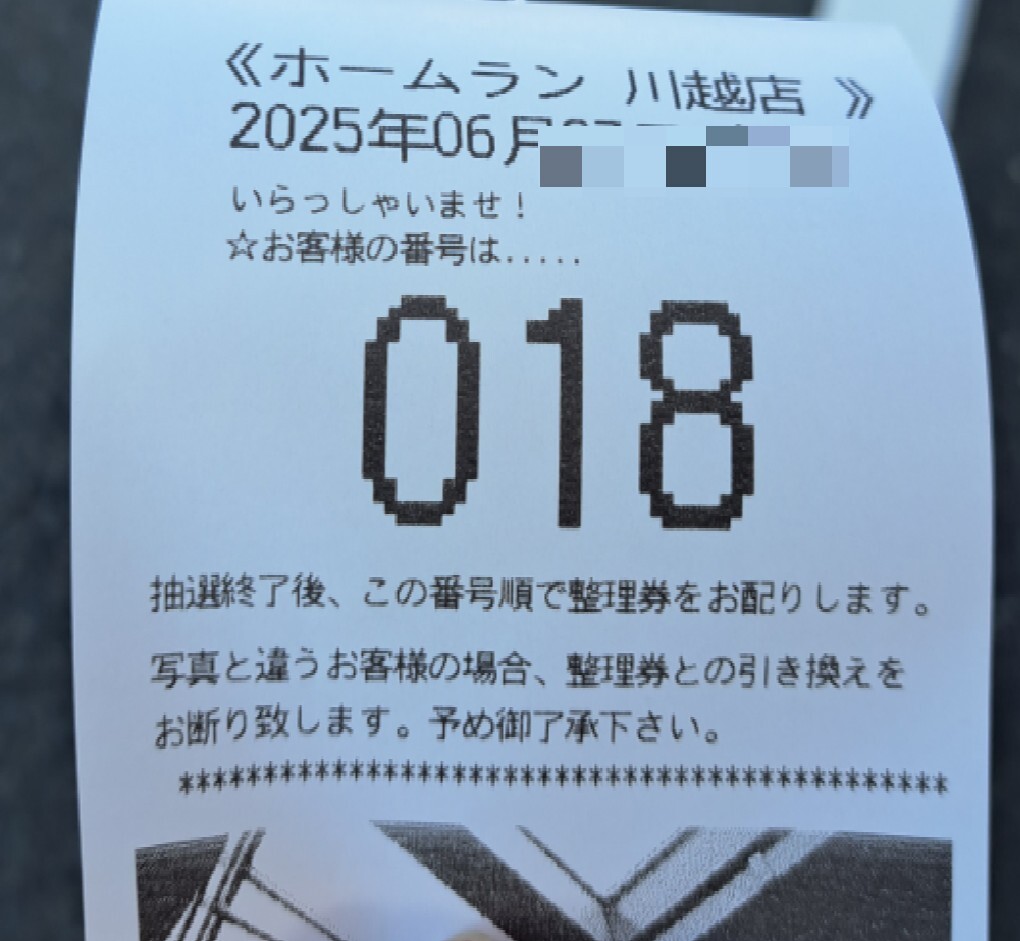 《ホームラン 川越店 》
2025年06月
いらっしゃいませ！
☆お客様の番号は.....
018
抽選終了後、この番号順で整理券をお配りします。
写真と違うお客様の場合、整理券との引き換えを
お断り致します。予め御了承下さい。
*********************************************